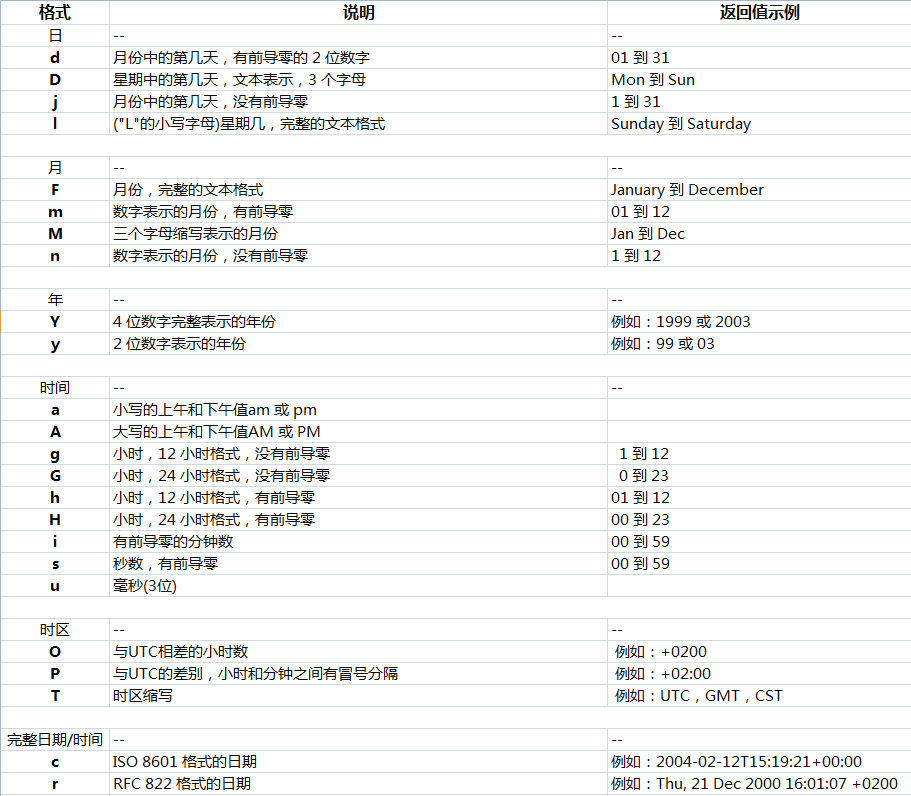 格式 说明 返回值示例
日 -- --
d 月份中的第几天，有前导零的 2 位数字 01 到 31
D 星期中的第几天，文本表示，3 个字母 Mon 到 Sun
j 月份中的第几天，没有前导零 1 到 31
l ("L"的小写字母)星期几，完整的文本格式 Sunday 到 Saturday
月 -- --
F 月份，完整的文本格式 January 到 December
m 数字表示的月份，有前导零 01 到 12
M 三个字母缩写表示的月份 Jan 到 Dec
n 数字表示的月份，没有前导零 1 到 12
年 -- --
Y 4 位数字完整表示的年份 例如：1999 或 2003
y 2 位数字表示的年份 例如：99 或 03
时间 -- --
a 小写的上午和下午值am 或 pm
A 大写的上午和下午值AM 或 PM
g 小时，12 小时格式，没有前导零 1 到 12
G 小时，24 小时格式，没有前导零 0 到 23
h 小时，12 小时格式，有前导零 01 到 12
H 小时，24 小时格式，有前导零 00 到 23
i 有前导零的分钟数 00 到 59
s 秒数，有前导零 00 到 59
u 毫秒(3位)
时区 -- --
O 与UTC相差的小时数 例如：+0200
P 与UTC的差别，小时和分钟之间有冒号分隔 例如：+02:00
T 时区缩写 例如：UTC，GMT，CST
完整日期/时间 -- --
c ISO 8601 格式的日期 例如：2004-02-12T15:19:21+00:00
r RFC 822 格式的日期 例如：Thu, 21 Dec 2000 16:01:07 +0200